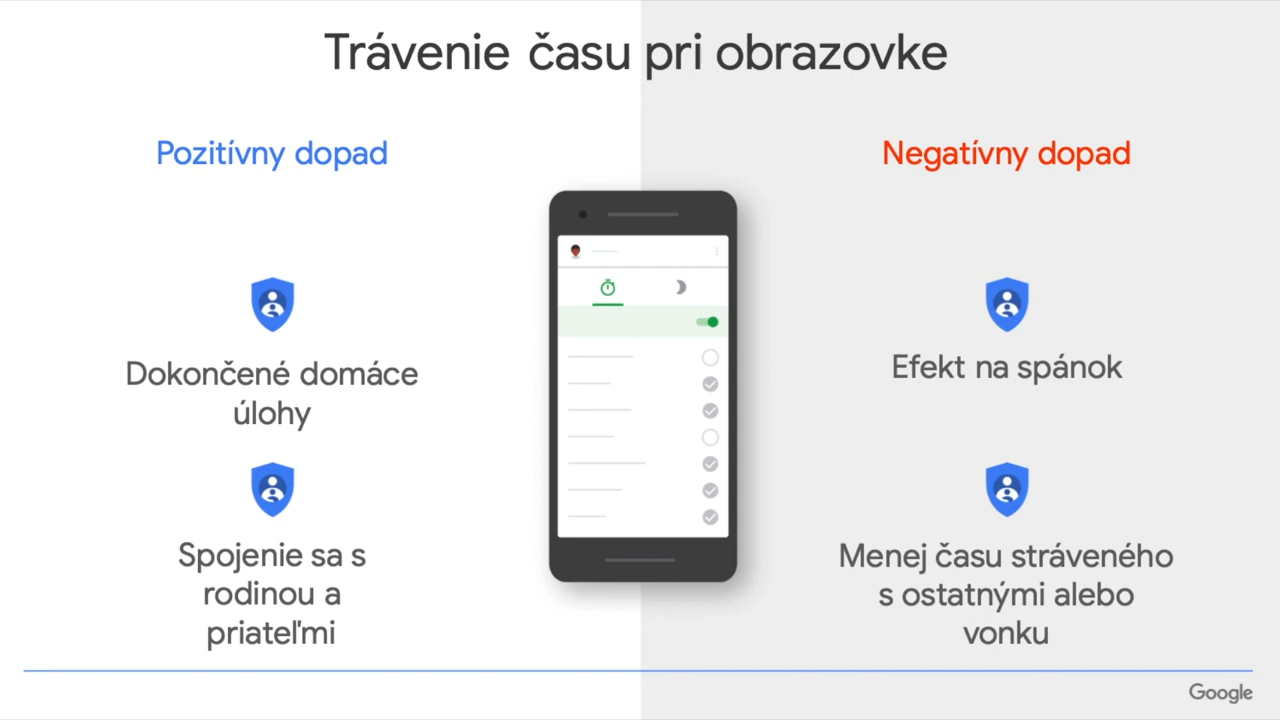 Trávenie času pri obrazovke
Pozitívny dopad
Dokončené domáce
úlohy
Spojenie sa s
rodinou a
priateľmi
Negatívny dopad
Efekt na spánok
Menej času stráveného
s ostatnými alebo
vonku
Google